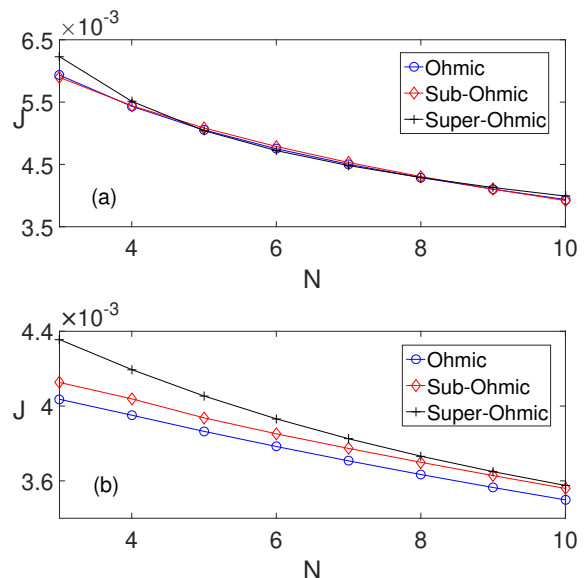 ×10⁻³
6.5
5.5
4.5
3.5
J
Ohmic
Sub-Ohmic
Super-Ohmic
(a)
4 6 8 10
N
×10⁻³
4.4
4
3.6
J
Ohmic
Sub-Ohmic
Super-Ohmic
(b)
4 6 8 10
N